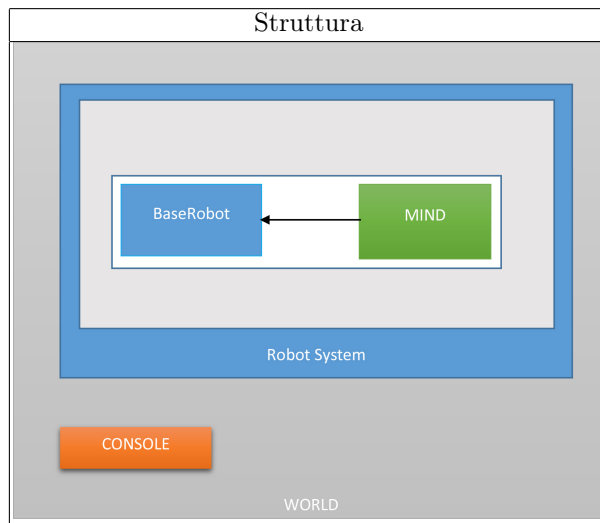 Struttura
BaseRobot
MIND
Robot System
CONSOLE
WORLD